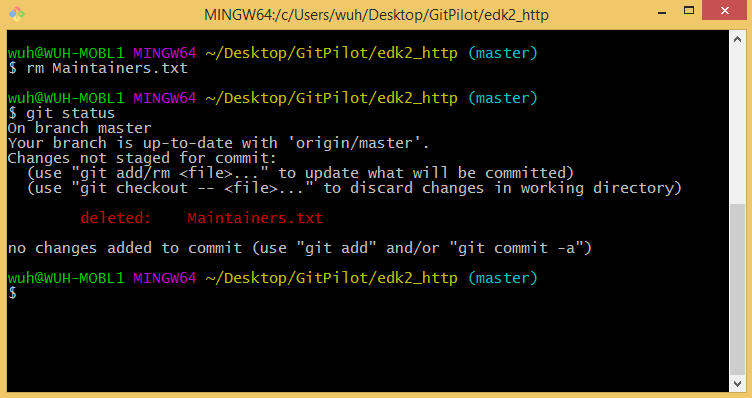 MINGW64:/c/Users/wuh/Desktop/GitPilot/edk2_http
wuh@WUH-MOBL1 MINGW64 ~/Desktop/GitPilot/edk2_http (master)
$ rm Maintainers.txt
wuh@WUH-MOBL1 MINGW64 ~/Desktop/GitPilot/edk2_http (master)
$ git status
On branch master
Your branch is up-to-date with 'origin/master'.
Changes not staged for commit:
  (use "git add/rm <file>..." to update what will be committed)
  (use "git checkout -- <file>..." to discard changes in working directory)
        deleted:    Maintainers.txt
no changes added to commit (use "git add" and/or "git commit -a")
wuh@WUH-MOBL1 MINGW64 ~/Desktop/GitPilot/edk2_http (master)
$